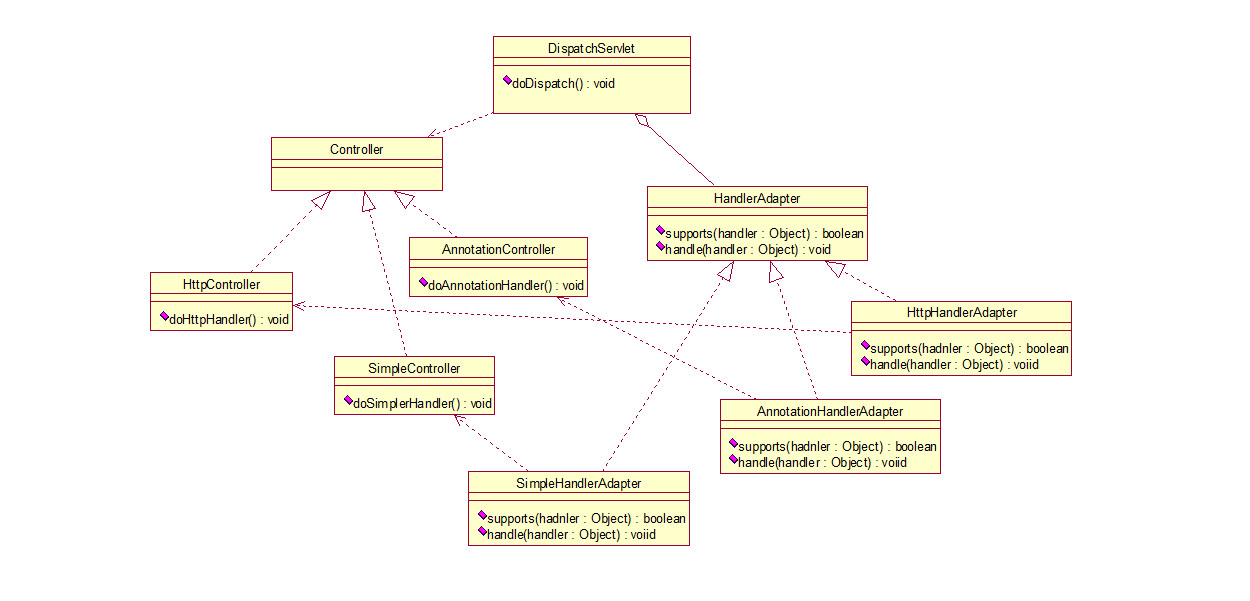 DispatchServlet
doDispatch() : void
Controller
HandlerAdapter
supports(handler : Object) : boolean
handle(handler : Object) : void
AnnotationController
doAnnotationHandler() : void
HttpController
doHttpHandler() : void
HttpHandlerAdapter
supports(hadnler : Object) : boolean
handle(handler : Object) : voiid
SimpleController
doSimplerHandler() : void
AnnotationHandlerAdapter
supports(hadnler : Object) : boolean
handle(handler : Object) : voiid
SimpleHandlerAdapter
supports(hadnler : Object) : boolean
handle(handler : Object) : voiid